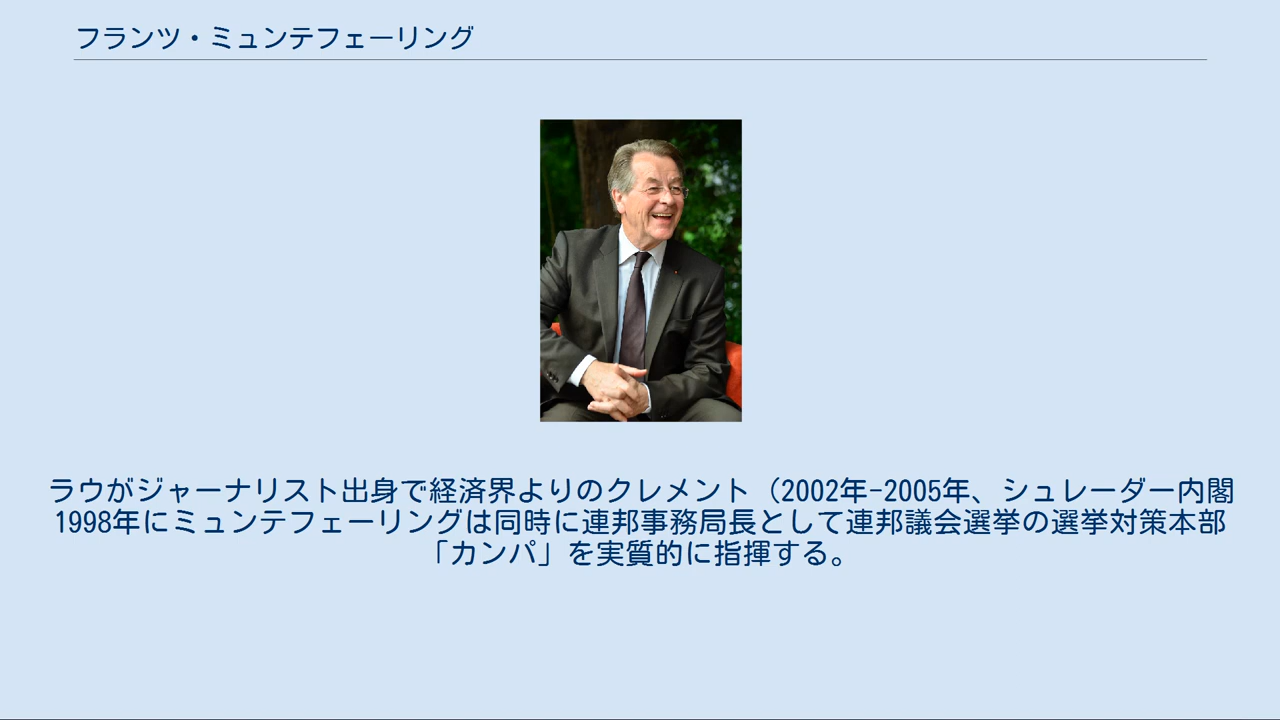 フランツ・ミュンテフェーリング
ラウがジャーナリスト出身で経済界よりのクレメント（2002年-2005年、シュレーダー内閣
1998年にミュンテフェーリングは同時に連邦事務局長として連邦議会選挙の選挙対策本部
「カンパ」を実質的に指揮する。